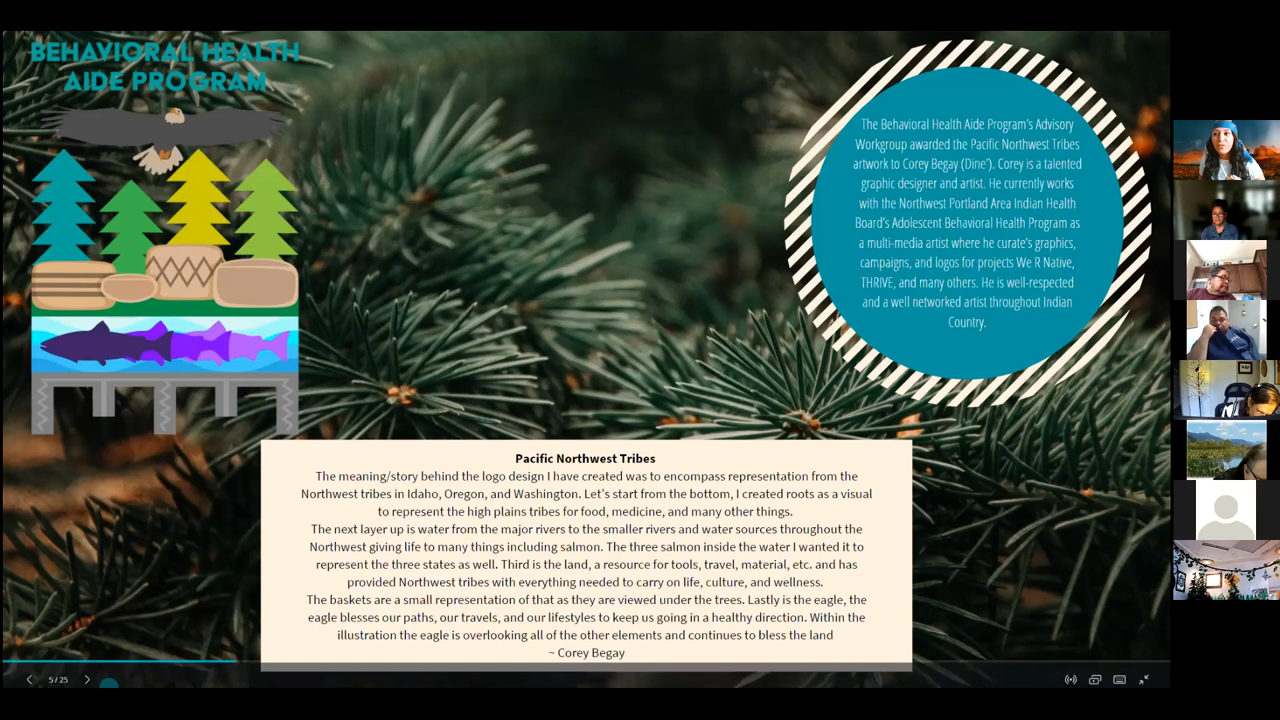 BEHAVIORAL HEALTH
AIDE PROGRAM
The Behavioral Health Aide Program's Advisory
Workgroup awarded the Pacific Northwest Tribes
artwork to Corey Begay (Dine'). Corey is a talented
graphic designer and artist. He currently works
with the Northwest Portland Area Indian Health
Board's Adolescent Behavioral Health Program as
a multi-media artist where he curate's graphics,
campaigns, and logos for projects We R Native,
THRIVE, and many others. He is well-respected
and a well networked artist throughout Indian
Country.
Pacific Northwest Tribes
The meaning/story behind the logo design I have created was to encompass representation from the
Northwest tribes in Idaho, Oregon, and Washington. Let's start from the bottom, I created roots as a visual
to represent the high plains tribes for food, medicine, and many other things.
The next layer up is water from the major rivers to the smaller rivers and water sources throughout the
Northwest giving life to many things including salmon. The three salmon inside the water I wanted it to
represent the three states as well. Third is the land, a resource for tools, travel, material, etc. and has
provided Northwest tribes with everything needed to carry on life, culture, and wellness.
The baskets are a small representation of that as they are viewed under the trees. Lastly is the eagle, the
eagle blesses our paths, our travels, and our lifestyles to keep us going in a healthy direction. Within the
illustration the eagle is overlooking all of the other elements and continues to bless the land
~ Corey Begay
5 / 25